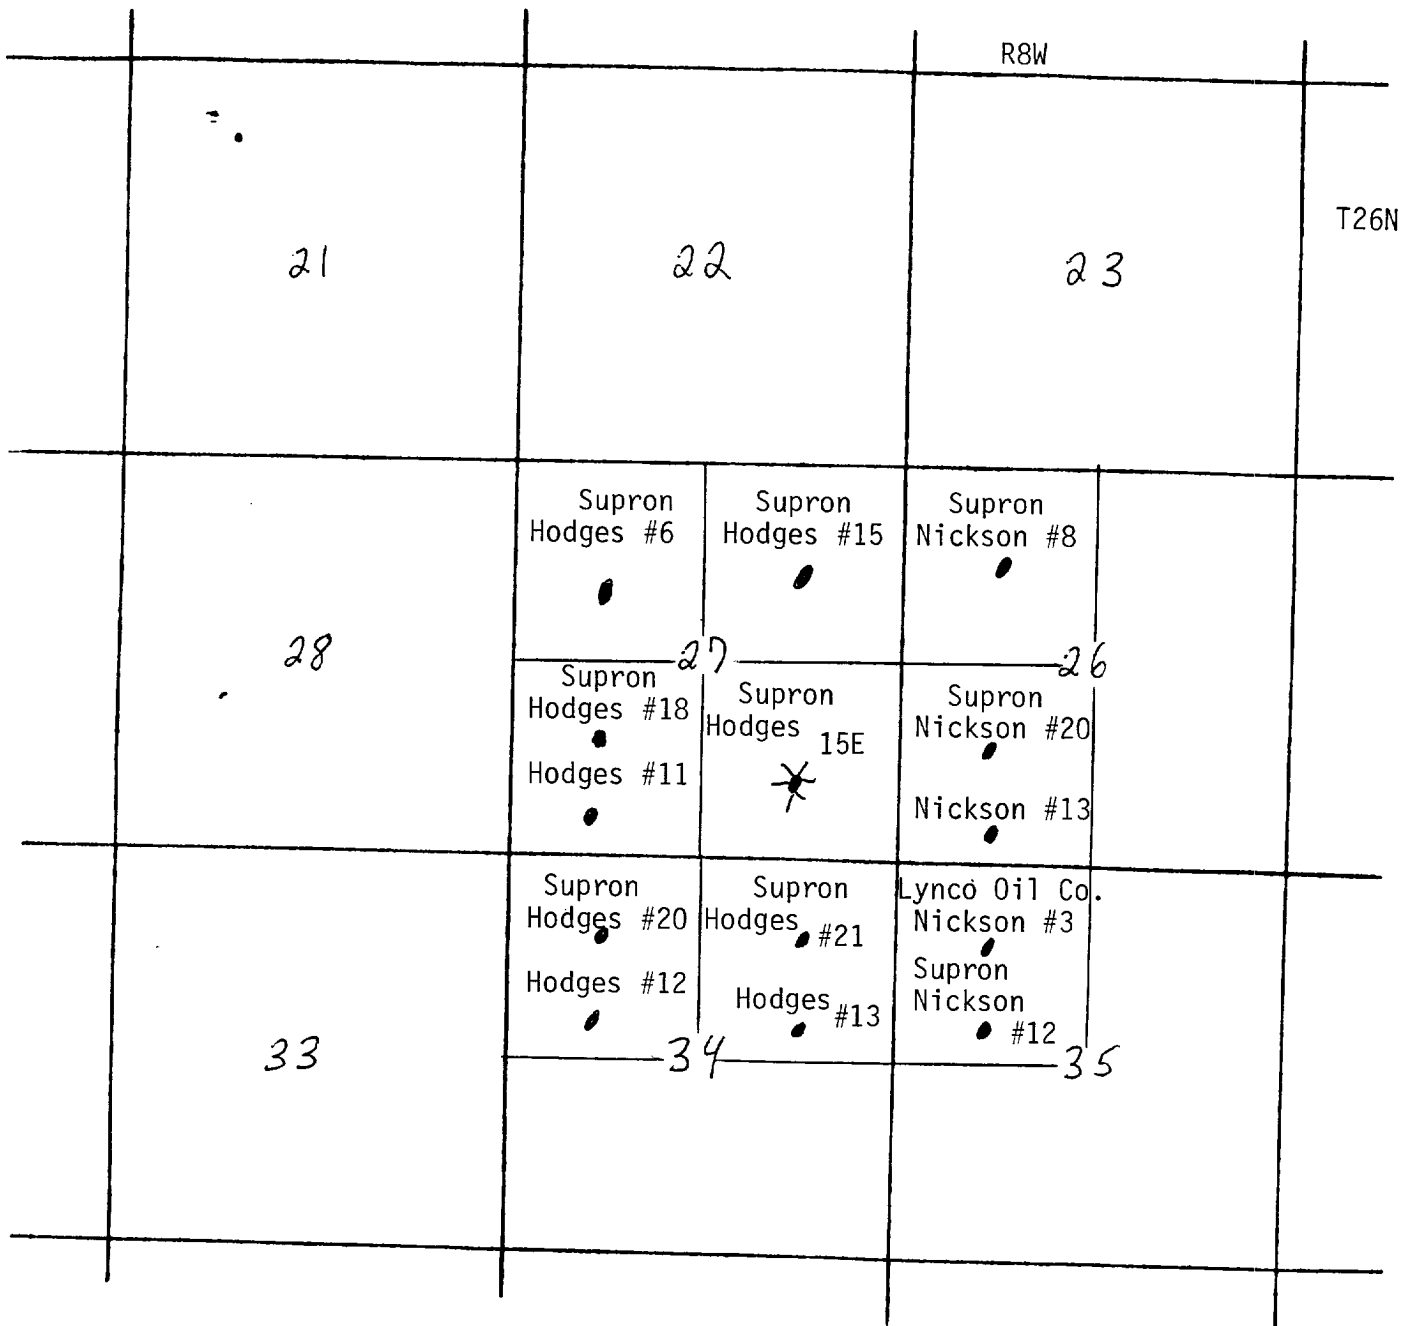 R8W
T26N
21
22
23
28
27
26
Supron
Hodges #6
Supron
Hodges #15
Supron
Nickson #8
Supron
Hodges #18
Hodges #11
Supron
Hodges
15E
Supron
Nickson #20
Nickson #13
33
34
35
Supron
Hodges #20
Hodges #12
Supron
Hodges #21
Hodges #13
Lynco Oil Co.
Nickson #3
Supron
Nickson
#12